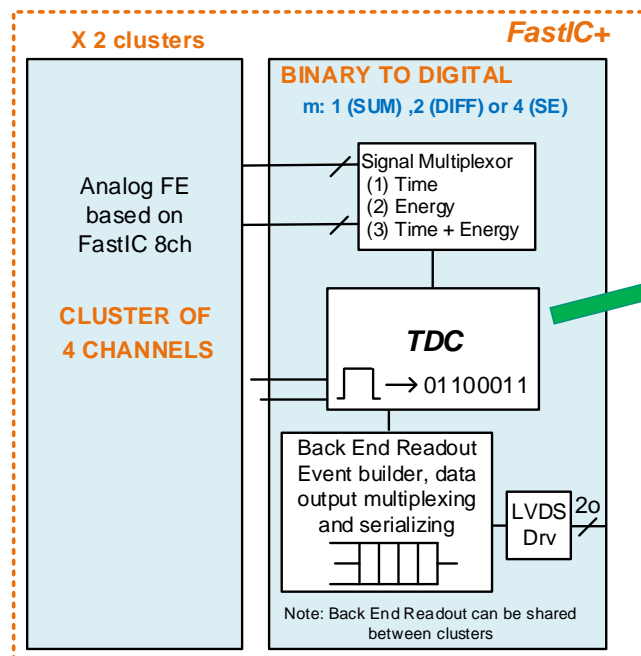 X 2 clusters
FastIC+
BINARY TO DIGITAL
m: 1 (SUM) ,2 (DIFF) or 4 (SE)
Signal Multiplexor
(1) Time
(2) Energy
(3) Time + Energy
Analog FE
based on
FastIC 8ch
CLUSTER OF
4 CHANNELS
TDC
01100011
Back End Readout
Event builder, data
output multiplexing
and serializing
LVDS
Drv
2o
Note: Back End Readout can be shared
between clusters